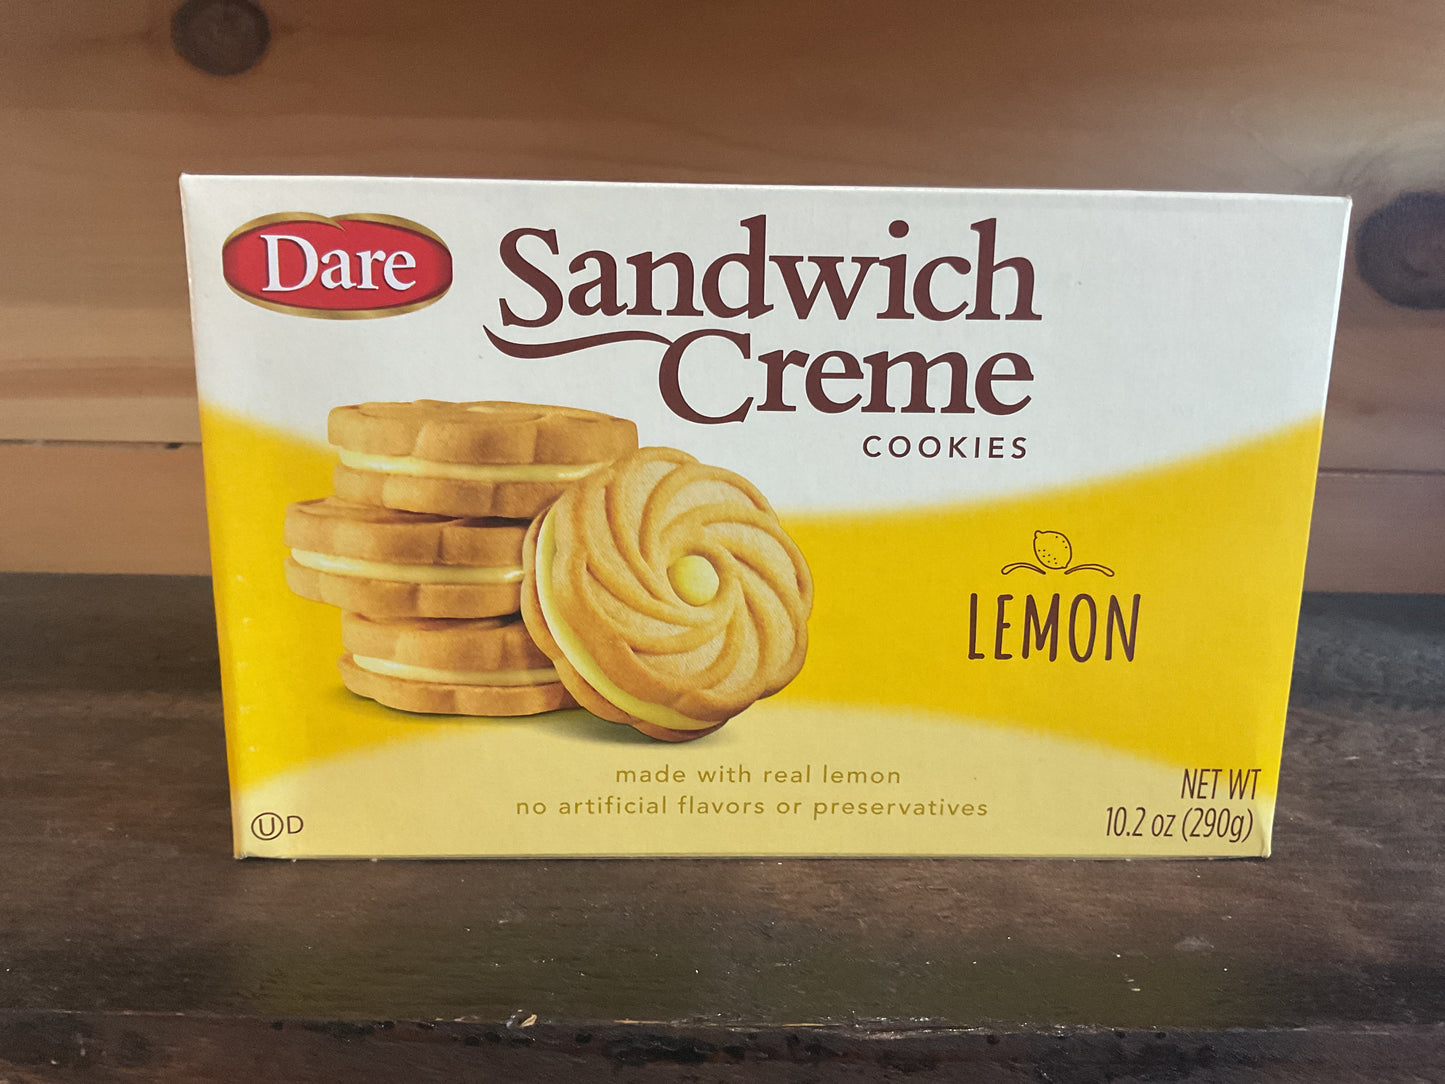 Dare
Sandwich
Creme
COOKIES
LEMON
made with real lemon
no artificial flavors or preservatives
U D
NET WT
10.2 oz (290g)